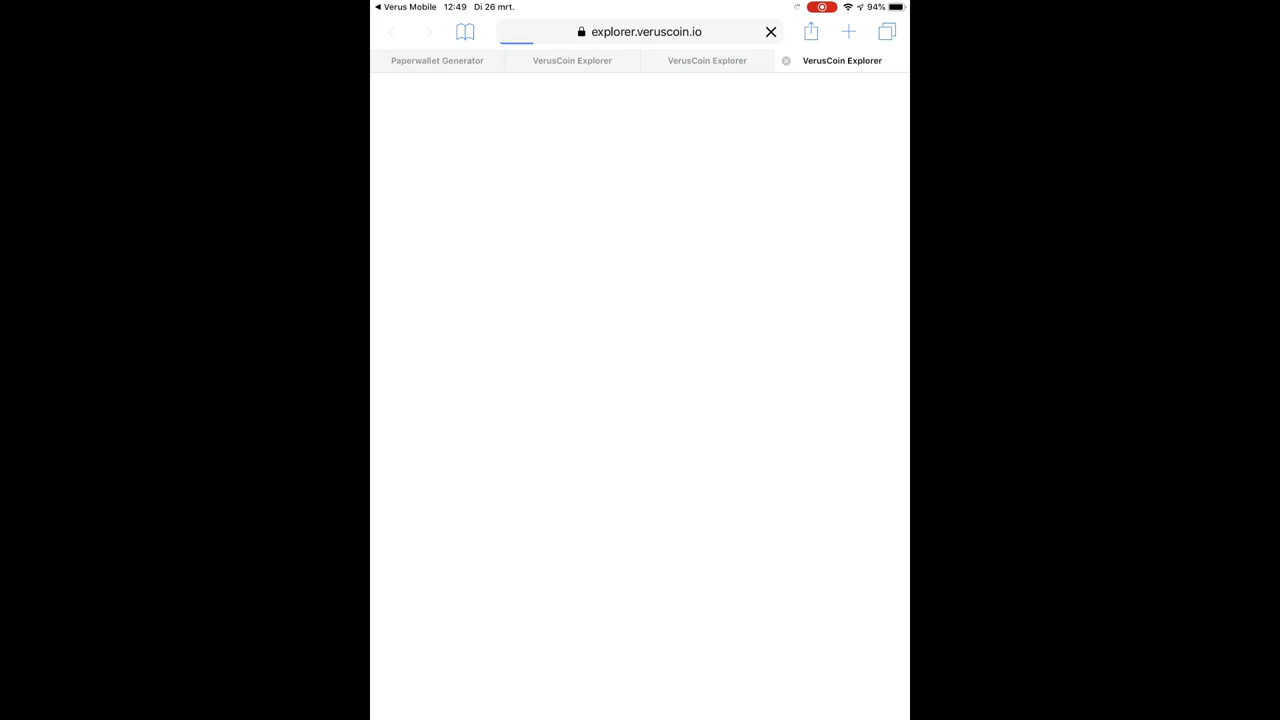 ◀ Verus Mobile 12:49 Di 26 mrt. 94%
explorer.veruscoin.io
Paperwallet Generator VerusCoin Explorer VerusCoin Explorer VerusCoin Explorer